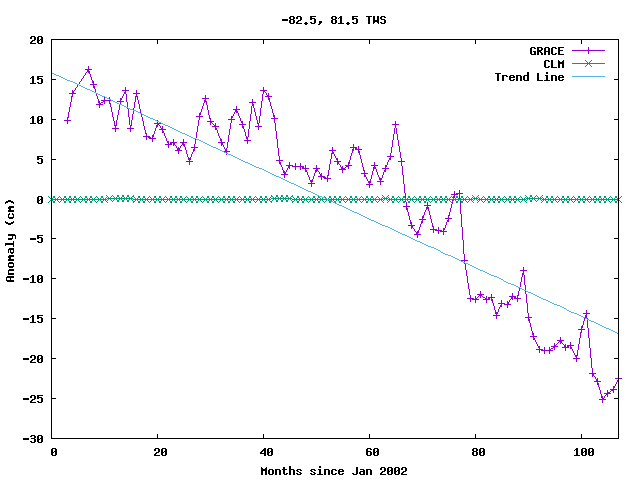 -82.5, 81.5 TWS
GRACE
CLM
Trend Line
20
15
10
5
0
-5
-10
-15
-20
-25
-30
Anomaly (cm)
0 20 40 60 80 100
Months since Jan 2002